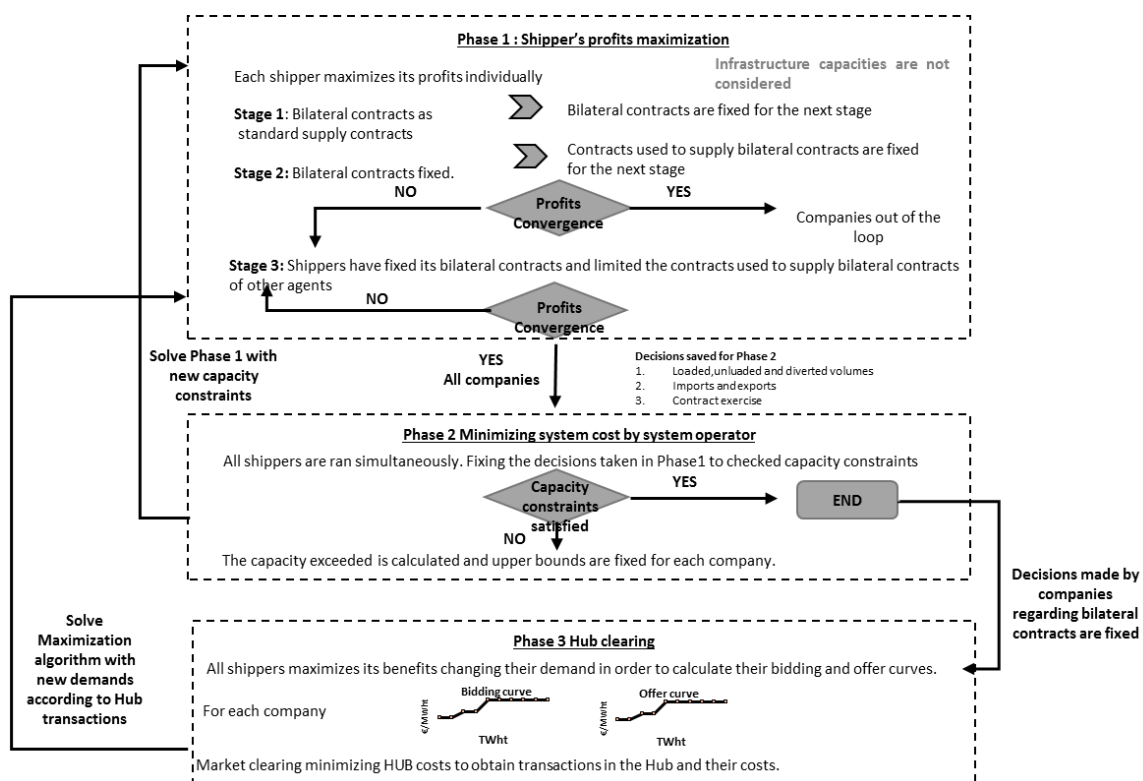 Phase 1 : Shipper's profits maximization
Infrastructure capacities are not
considered
Each shipper maximizes its profits individually
Stage 1: Bilateral contracts as
standard supply contracts
Bilateral contracts are fixed for the next stage
Stage 2: Bilateral contracts fixed.
Contracts used to supply bilateral contracts are fixed
for the next stage
NO
Profits
Convergence
YES
Companies out of the
loop
Stage 3: Shippers have fixed its bilateral contracts and limited the contracts used to supply bilateral contracts
of other agents
NO
Profits
Convergence
Solve Phase 1 with
new capacity
constraints
YES
All companies
Decisions saved for Phase 2
1. Loaded,unluaded and diverted volumes
2. Imports and exports
3. Contract exercise
Phase 2 Minimizing system cost by system operator
All shippers are ran simultaneously. Fixing the decisions taken in Phase1 to checked capacity constraints
Capacity
constraints
satisfied
YES
END
NO
The capacity exceeded is calculated and upper bounds are fixed for each company.
Decisions made by
companies
regarding bilateral
contracts are fixed
Solve
Maximization
algorithm with
new demands
according to Hub
transactions
Phase 3 Hub clearing
All shippers maximizes its benefits changing their demand in order to calculate their bidding and offer curves.
For each company
Bidding curve
€/MWht
TWht
Offer curve
€/MWht
TWht
Market clearing minimizing HUB costs to obtain transactions in the Hub and their costs.